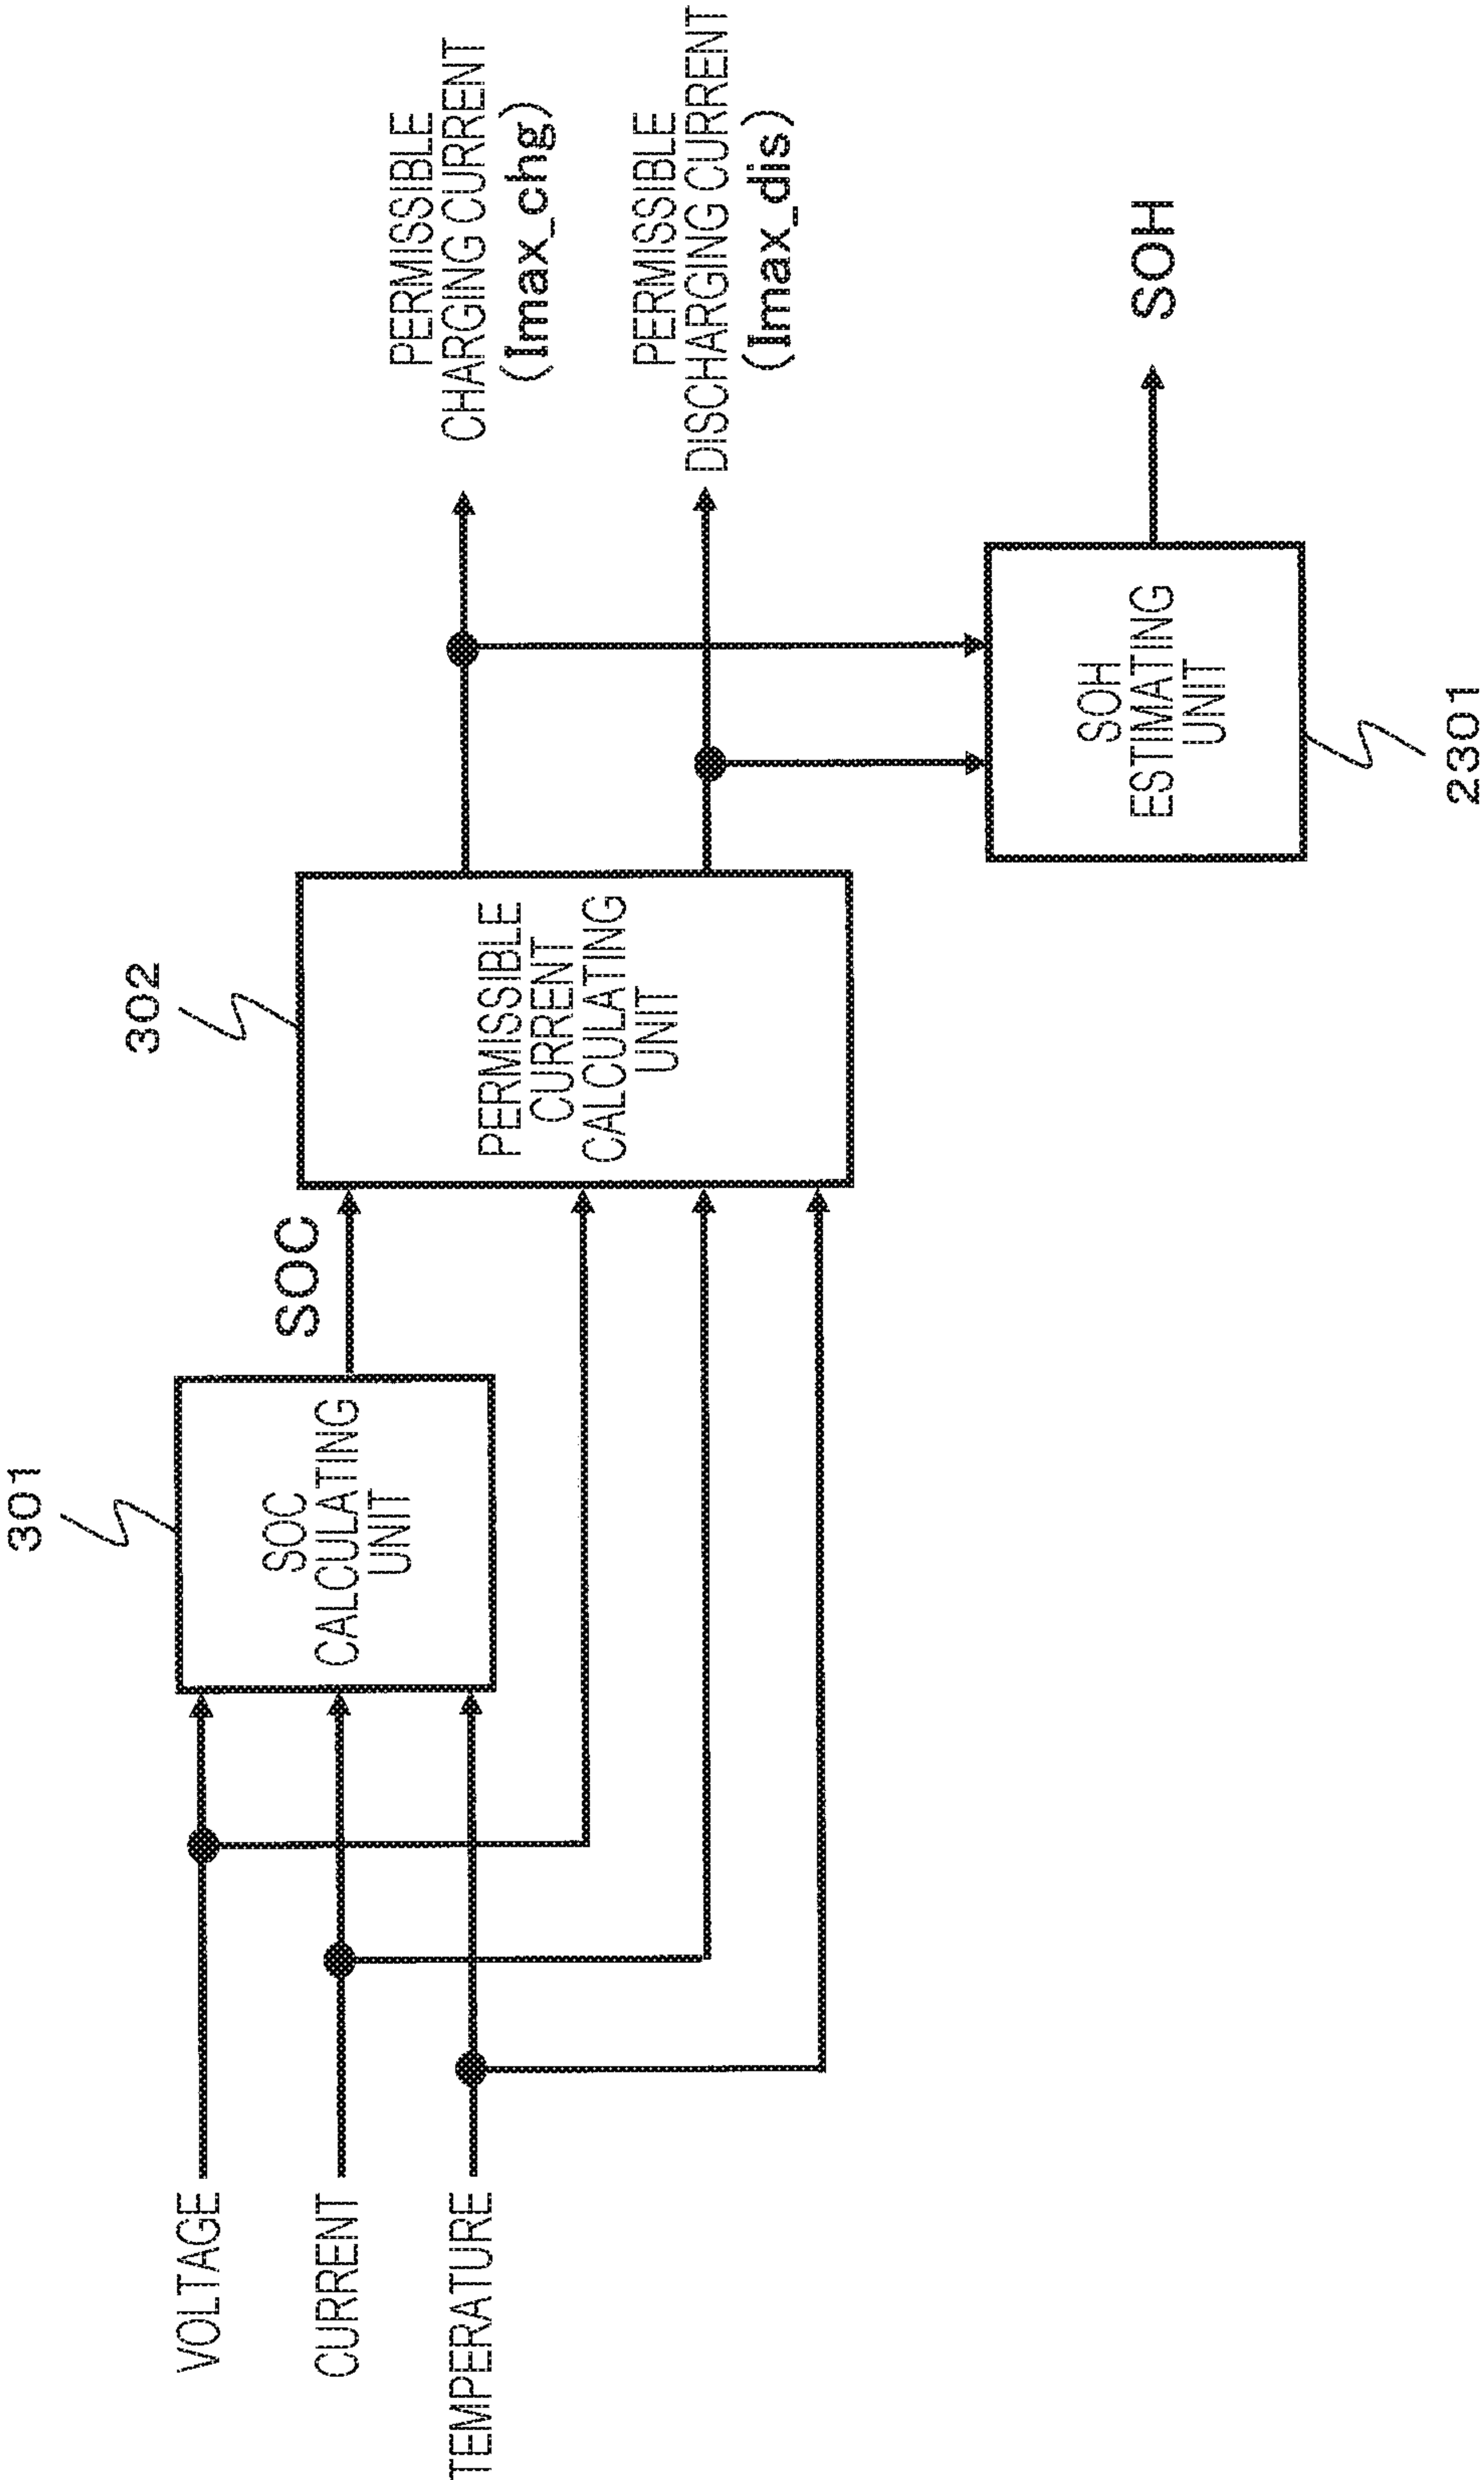 301
302
VOLTAGE
CURRENT
TEMPERATURE
SOC
CALCULATING
UNIT
SOC
PERMISSIBLE
CURRENT
CALCULATING
UNIT
PERMISSIBLE
CHARGING CURRENT
(Imax_chg)
PERMISSIBLE
DISCHARGING CURRENT
(Imax_dis)
SOH
ESTIMATING
UNIT
SOH
2301